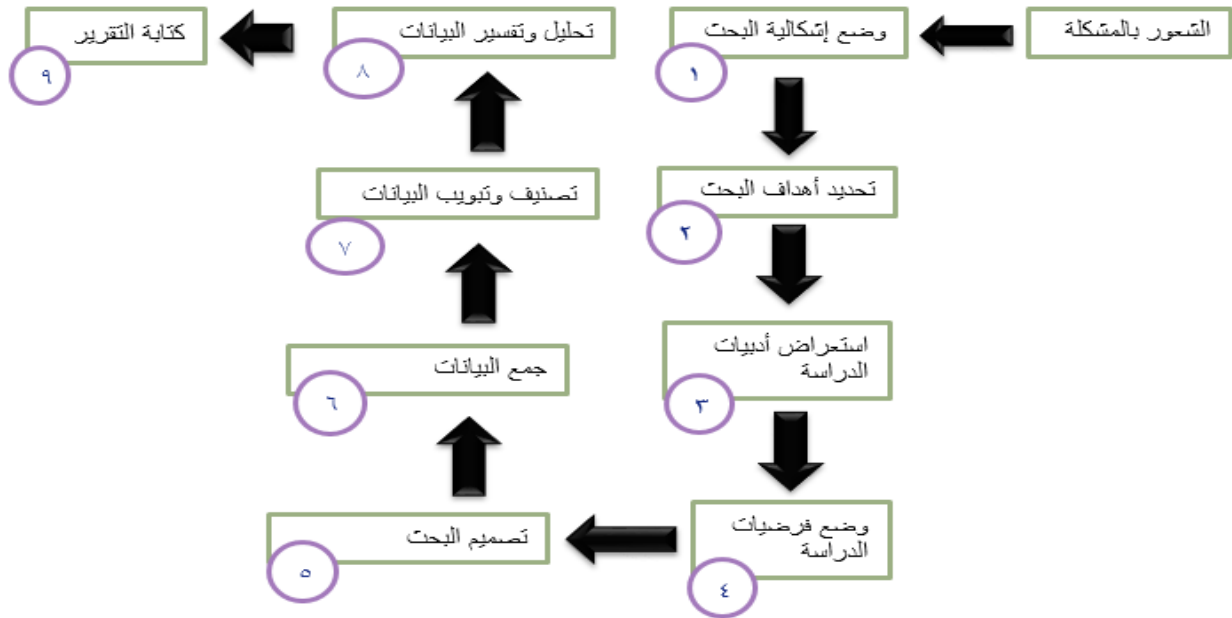 الشعور بالمشكلة
وضع إشكالية البحث
١
تحديد أهداف البحث
٢
استعراض أدبيات
الدراسة
٣
وضع فرضيات
الدراسة
٤
تصميم البحث
٥
جمع البيانات
٦
تصنيف وتبويب البيانات
٧
تحليل وتفسير البيانات
٨
كتابة التقرير
٩